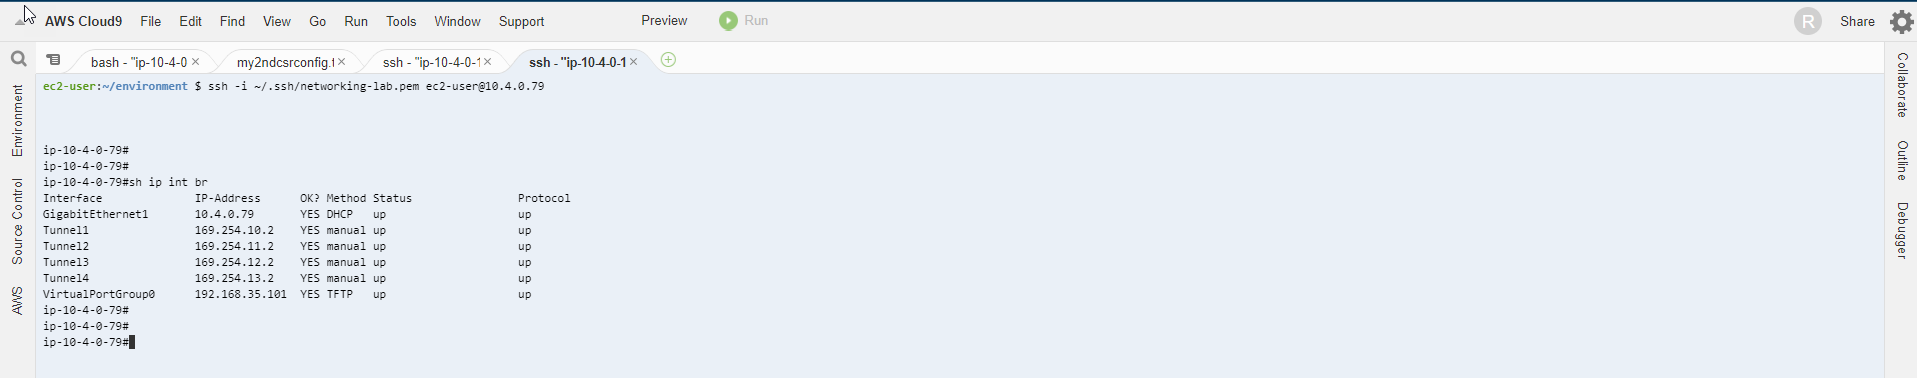 AWS Cloud9 File Edit Find View Go Run Tools Window Support Preview Run R Share
bash - "ip-10-4-0 × my2ndcsrconfig.t × ssh - "ip-10-4-0-1 × ssh - "ip-10-4-0-1 ×
ec2-user:~/environment $ ssh -i ~/.ssh/networking-lab.pem ec2-user@10.4.0.79
ip-10-4-0-79#
ip-10-4-0-79#
ip-10-4-0-79#sh ip int br
Interface IP-Address OK? Method Status Protocol
GigabitEthernet1 10.4.0.79 YES DHCP up up
Tunnel1 169.254.10.2 YES manual up up
Tunnel2 169.254.11.2 YES manual up up
Tunnel3 169.254.12.2 YES manual up up
Tunnel4 169.254.13.2 YES manual up up
VirtualPortGroup0 192.168.35.101 YES TFTP up up
ip-10-4-0-79#
ip-10-4-0-79#
ip-10-4-0-79#
Environment
Source Control
AWS
Collaborate
Outline
Debugger